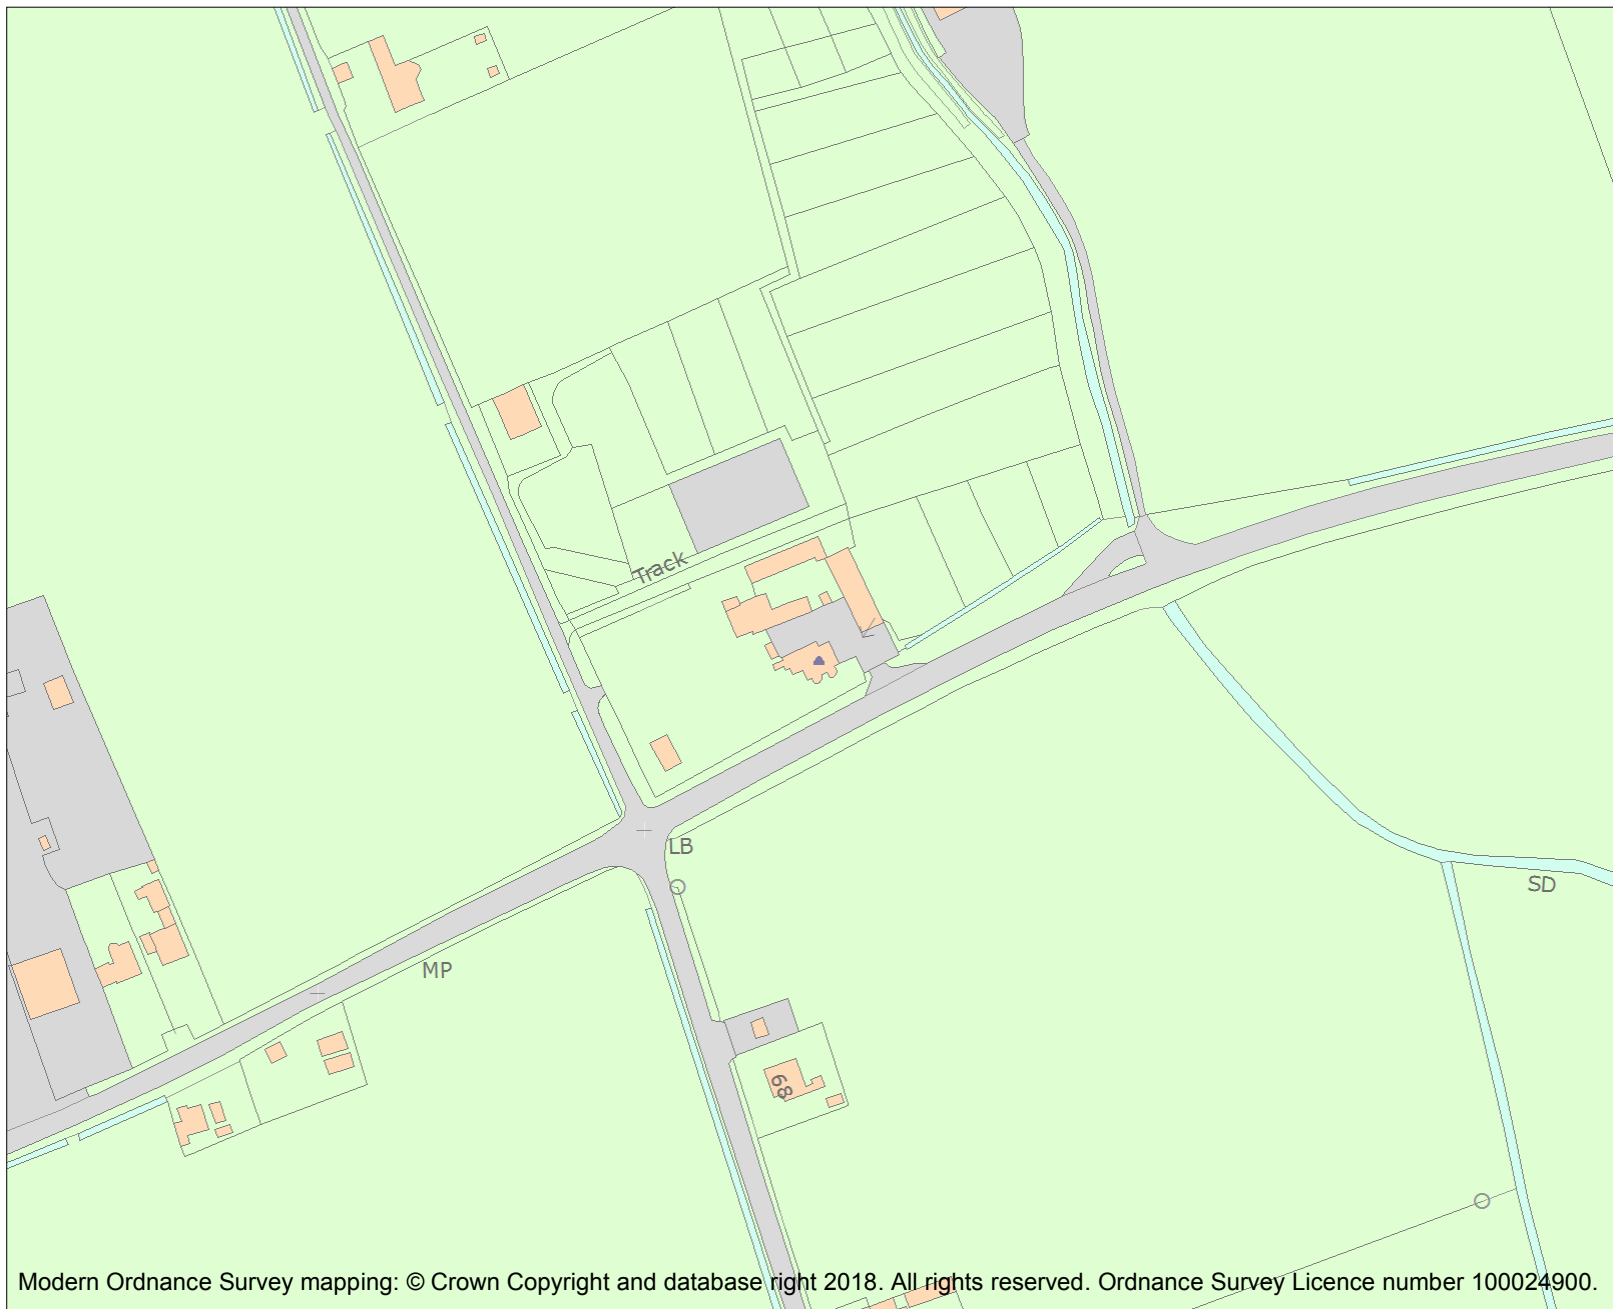 Track
LB
SD
MP
68
Modern Ordnance Survey mapping: © Crown Copyright and database right 2018. All rights reserved. Ordnance Survey Licence number 100024900.